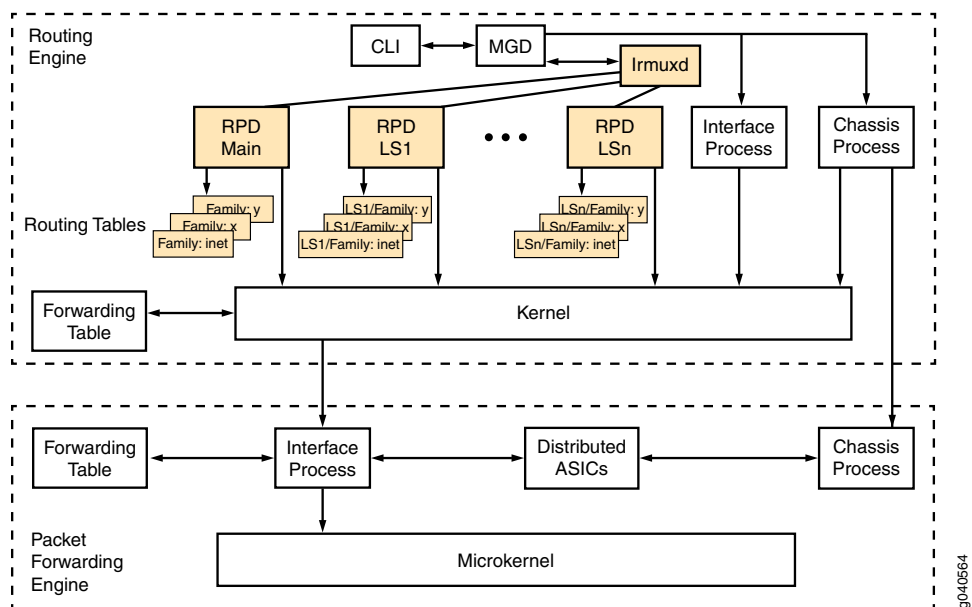 Routing
Engine
CLI
MGD
lrmuxd
RPD
Main
RPD
LS1
RPD
LSn
Interface
Process
Chassis
Process
Routing Tables
Family: y
Family: x
Family: inet
LS1/Family: y
LS1/Family: x
LS1/Family: inet
LSn/Family: y
LSn/Family: x
LSn/Family: inet
Forwarding
Table
Kernel
Forwarding
Table
Interface
Process
Distributed
ASICs
Chassis
Process
Packet
Forwarding
Engine
Microkernel
g040564